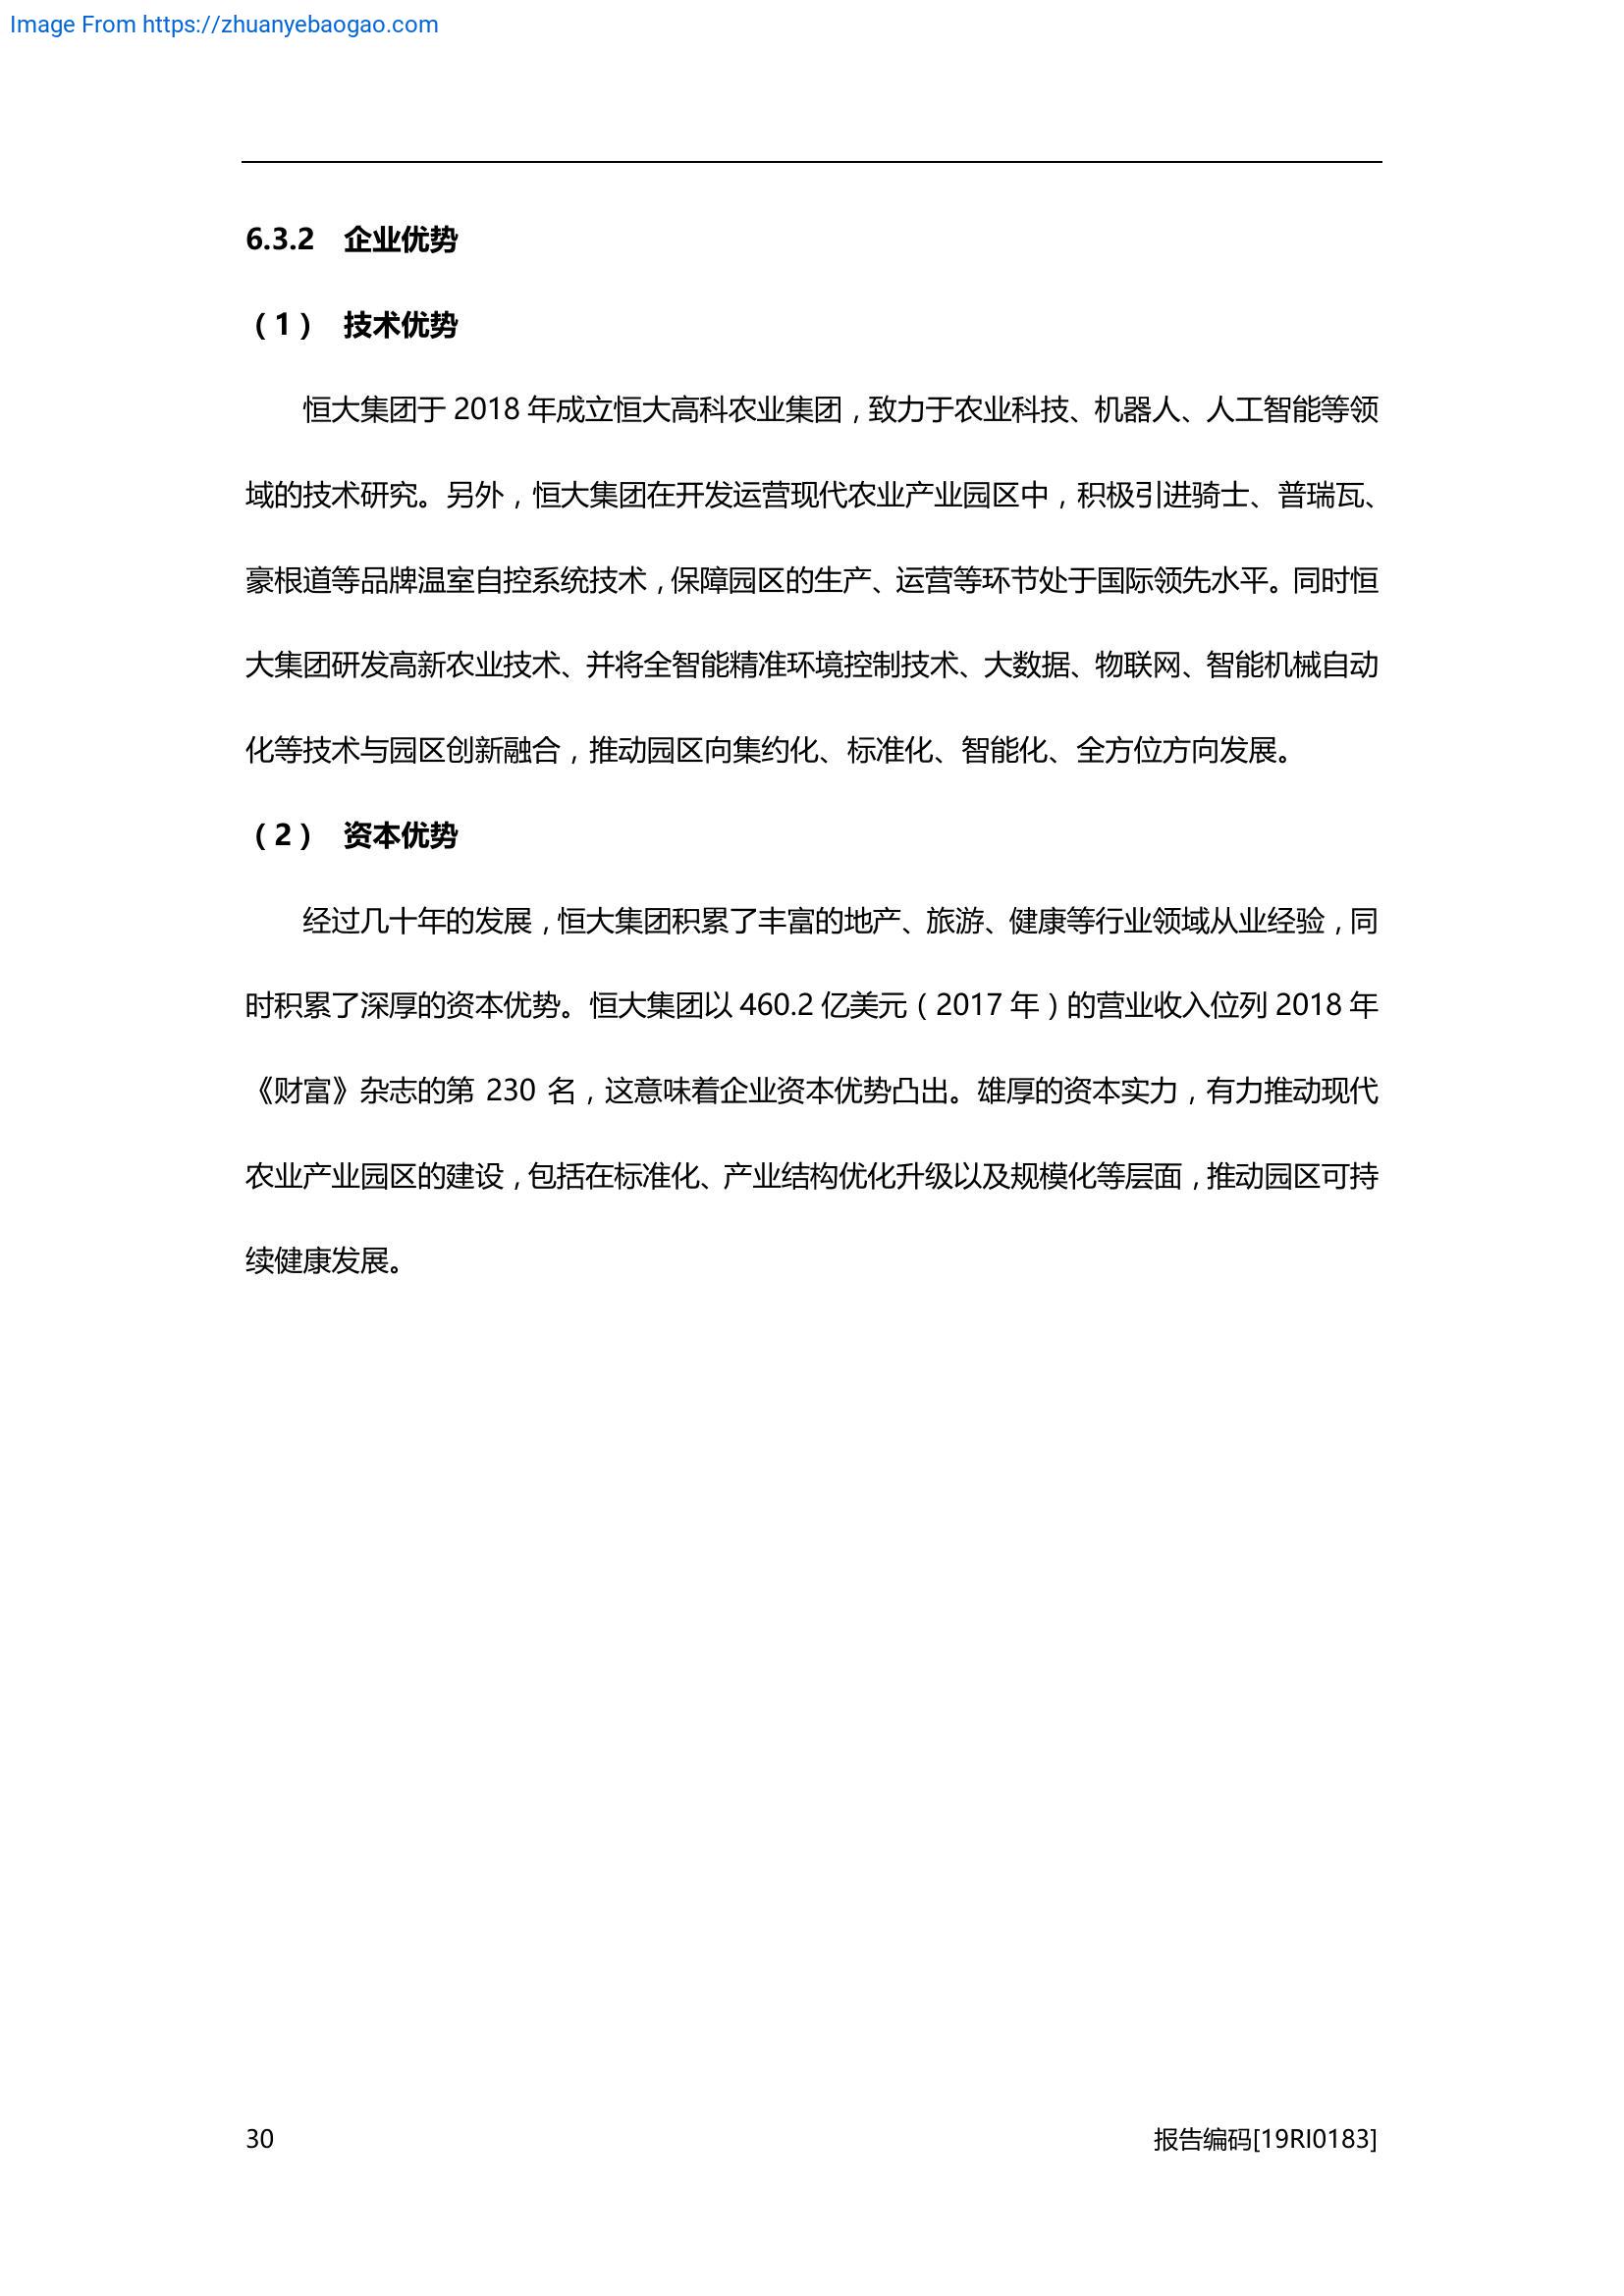 Image From https://zhuanyebaogao.com
6.3.2 企业优势
（1） 技术优势
恒大集团于 2018 年成立恒大高科农业集团，致力于农业科技、机器人、人工智能等领
域的技术研究。另外，恒大集团在开发运营现代农业产业园区中，积极引进骑士、普瑞瓦、
豪根道等品牌温室自控系统技术，保障园区的生产、运营等环节处于国际领先水平。同时恒
大集团研发高新农业技术、并将全智能精准环境控制技术、大数据、物联网、智能机械自动
化等技术与园区创新融合，推动园区向集约化、标准化、智能化、全方位方向发展。
（2） 资本优势
经过几十年的发展，恒大集团积累了丰富的地产、旅游、健康等行业领域从业经验，同
时积累了深厚的资本优势。恒大集团以 460.2 亿美元（2017 年）的营业收入位列 2018 年
《财富》杂志的第 230 名，这意味着企业资本优势凸出。雄厚的资本实力，有力推动现代
农业产业园区的建设，包括在标准化、产业结构优化升级以及规模化等层面，推动园区可持
续健康发展。
30
报告编码[19RI0183]